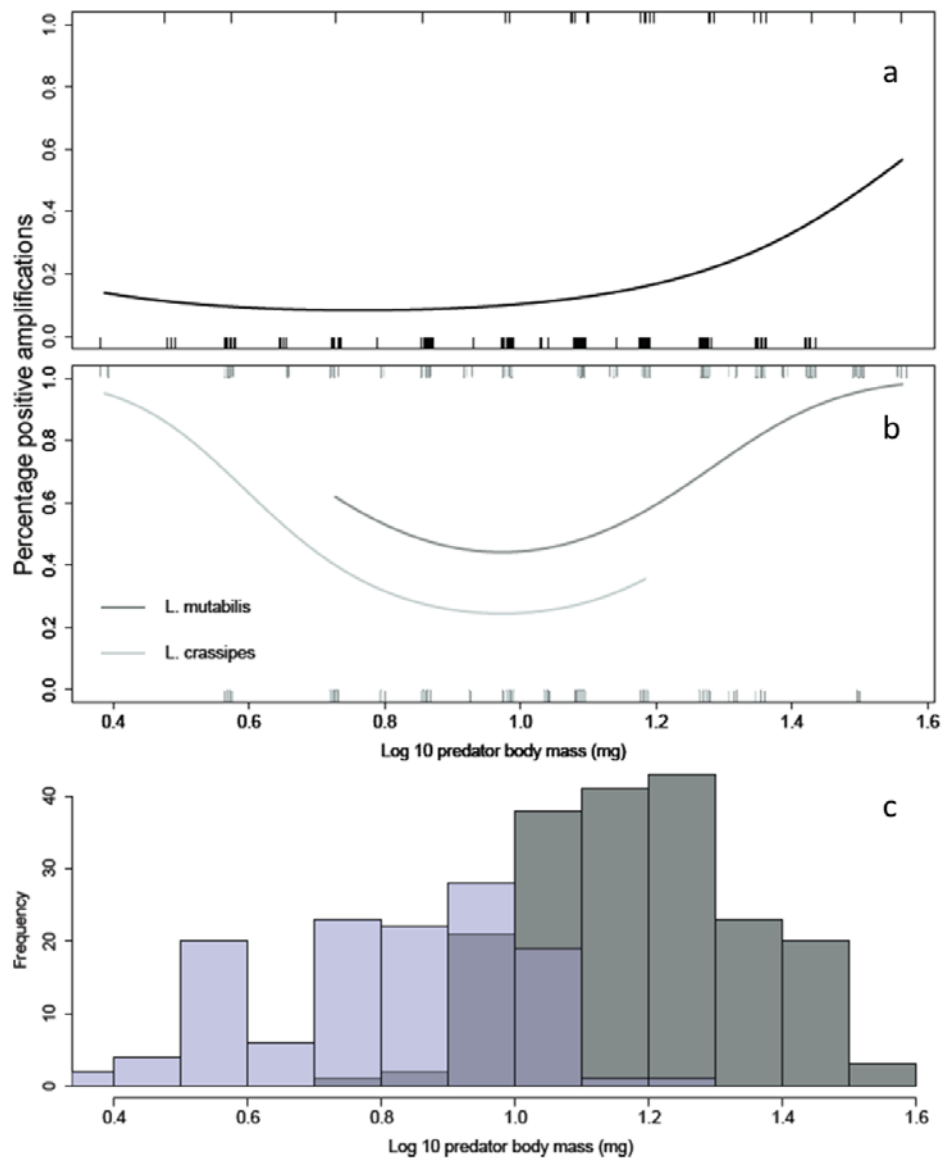 Percentage positive amplifications
1.0
0.8
0.6
0.4
0.2
0.0
a
1.0
0.8
0.6
0.4
0.2
0.0
b
L. mutabilis
L. crassipes
0.4 0.6 0.8 1.0 1.2 1.4 1.6
Log 10 predator body mass (mg)
Frequency
40
30
20
10
0
c
0.4 0.6 0.8 1.0 1.2 1.4 1.6
Log 10 predator body mass (mg)